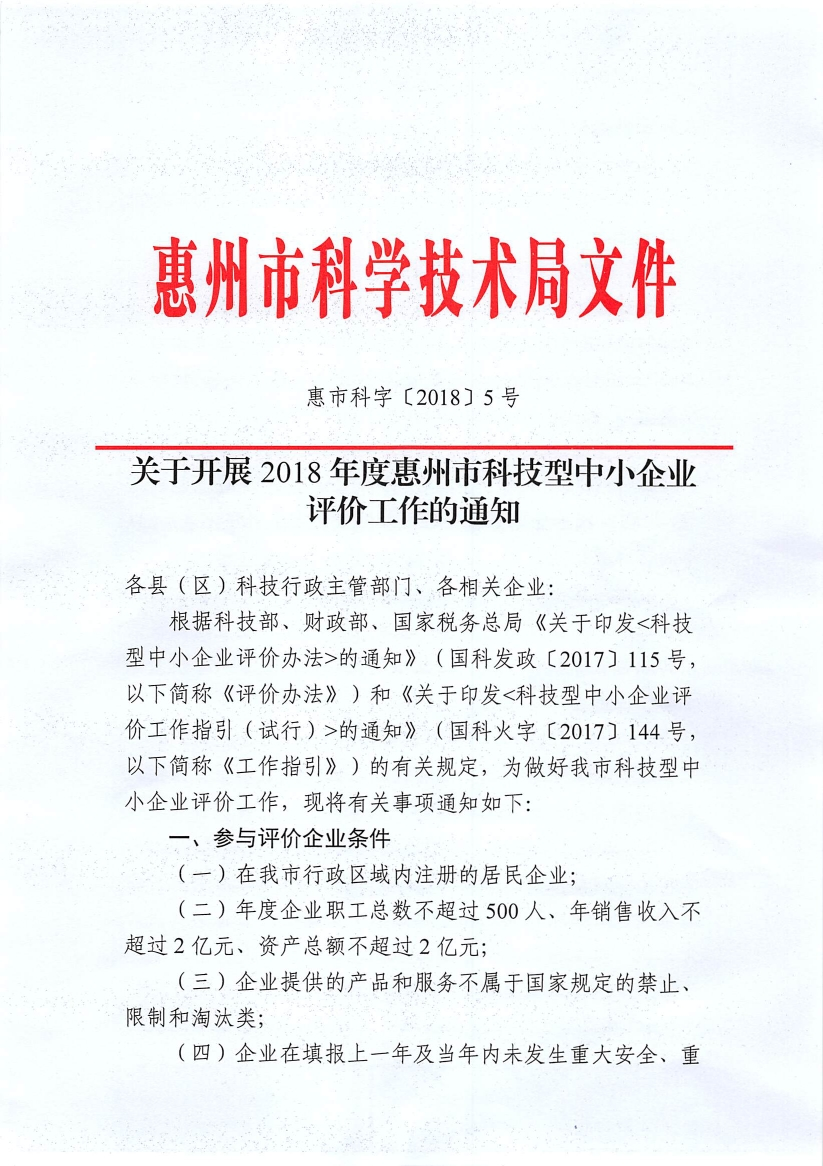 惠州市科学技术局文件
惠市科字〔2018〕5号
关于开展 2018 年度惠州市科技型中小企业
评价工作的通知
各县（区）科技行政主管部门、各相关企业：
根据科技部、财政部、国家税务总局《关于印发<科技
型中小企业评价办法>的通知》（国科发政〔2017〕115 号，
以下简称《评价办法》）和《关于印发<科技型中小企业评
价工作指引（试行）>的通知》（国科火字〔2017〕144 号，
以下简称《工作指引》）的有关规定，为做好我市科技型中
小企业评价工作，现将有关事项通知如下：
一、参与评价企业条件
（一）在我市行政区域内注册的居民企业；
（二）年度企业职工总数不超过 500 人、年销售收入不
超过 2 亿元、资产总额不超过 2 亿元；
（三）企业提供的产品和服务不属于国家规定的禁止、
限制和淘汰类；
（四）企业在填报上一年及当年内未发生重大安全、重